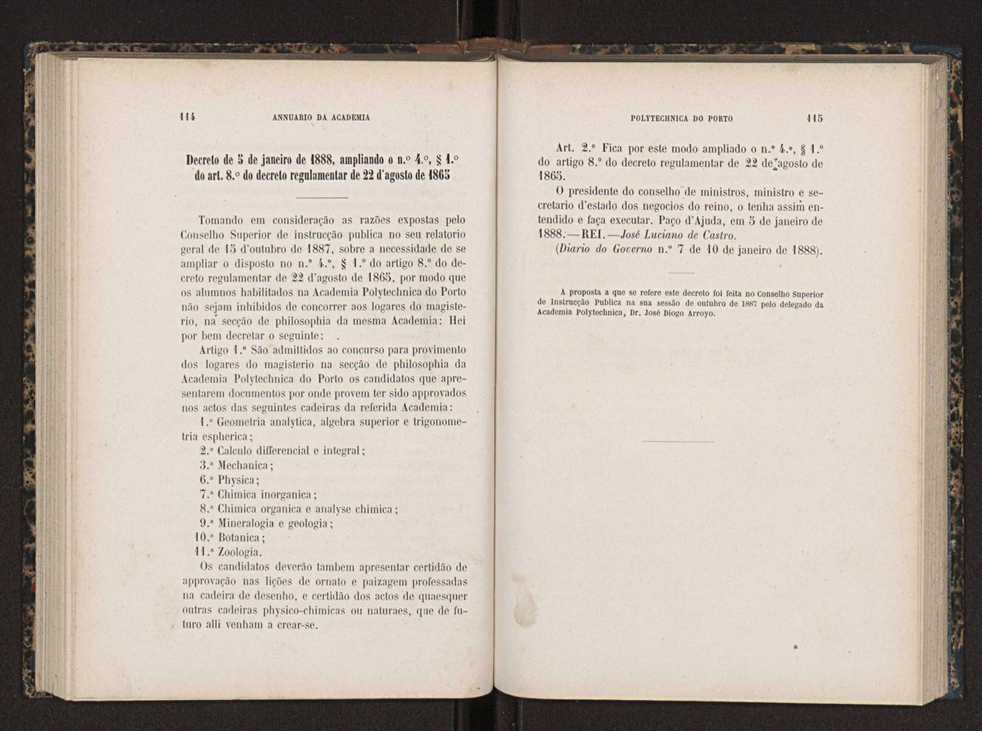 114 ANNUARIO DA ACADEMIA
Decreto de 5 de janeiro de 1888, ampliando o n.º 4.º, § 1.º
do art. 8.º do decreto regulamentar de 22 d'agosto de 1865
Tomando em consideração as razões expostas pelo
Conselho Superior de instrucção publica no seu relatorio
geral de 15 d'outubro de 1887, sobre a necessidade de se
ampliar o disposto no n.º 4.º, § 1.º do artigo 8.º do de-
creto regulamentar de 22 d'agosto de 1865, por modo que
os alumnos habilitados na Academia Polytechnica do Porto
não sejam inhibidos de concorrer aos logares do magiste-
rio, na secção de philosophia da mesma Academia: Hei
por bem decretar o seguinte:
Artigo 1.º São admittidos ao concurso para provimento
dos logares do magisterio na secção de philosophia da
Academia Polytechnica do Porto os candidatos que apre-
sentarem documentos por onde provem ter sido approvados
nos actos das seguintes cadeiras da referida Academia:
1.ª Geometria analytica, algebra superior e trigonome-
tria espherica;
2.ª Calculo differencial e integral;
3.ª Mechanica;
6.ª Physica;
7.ª Chimica inorganica;
8.ª Chimica organica e analyse chimica;
9.ª Mineralogia e geologia;
10.ª Botanica;
11.ª Zoologia.
Os candidatos deverão tambem apresentar certidão de
approvação nas lições de ornato e paizagem professadas
na cadeira de desenho, e certidão dos actos de quaesquer
outras cadeiras physico-chimicas ou naturaes, que de fu-
turo alli venham a crear-se.
POLYTECHNICA DO PORTO 115
Art. 2.º Fica por este modo ampliado o n.º 4.º, § 1.º
do artigo 8.º do decreto regulamentar de 22 de agosto de
1865.
O presidente do conselho de ministros, ministro e se-
cretario d'estado dos negocios do reino, o tenha assim en-
tendido e faça executar. Paço d'Ajuda, em 5 de janeiro de
1888.—REI.—José Luciano de Castro.
(Diario do Governo n.º 7 de 10 de janeiro de 1888).
A proposta a que se refere este decreto foi feita no Conselho Superior
de Instrucção Publica na sua sessão de outubro de 1887 pelo delegado da
Academia Polytechnica, Dr. José Diogo Arroyo.
*